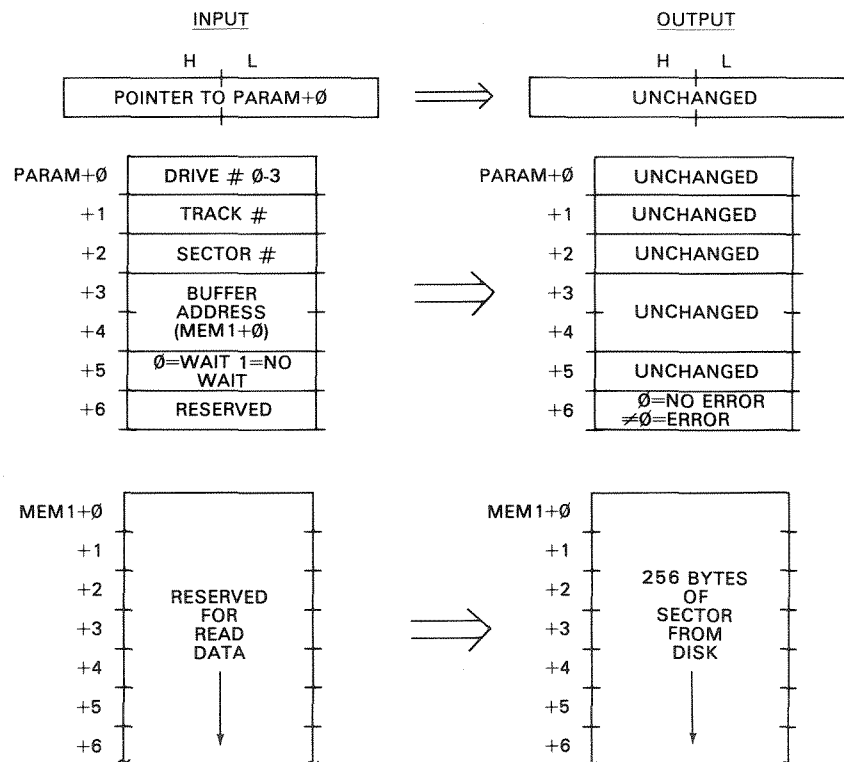 INPUT
H L
POINTER TO PARAM+Ø
PARAM+Ø DRIVE # Ø-3
+1 TRACK #
+2 SECTOR #
+3 BUFFER
ADDRESS
+4 (MEM1+Ø)
+5 Ø=WAIT 1=NO
WAIT
+6 RESERVED
MEM1+Ø
+1
+2
+3
+4
+5
+6
RESERVED
FOR
READ
DATA
OUTPUT
H L
UNCHANGED
PARAM+Ø UNCHANGED
+1 UNCHANGED
+2 UNCHANGED
+3
UNCHANGED
+4
+5 UNCHANGED
+6 Ø=NO ERROR
≠Ø=ERROR
MEM1+Ø
+1
+2
+3
+4
+5
+6
256 BYTES
OF
SECTOR
FROM
DISK